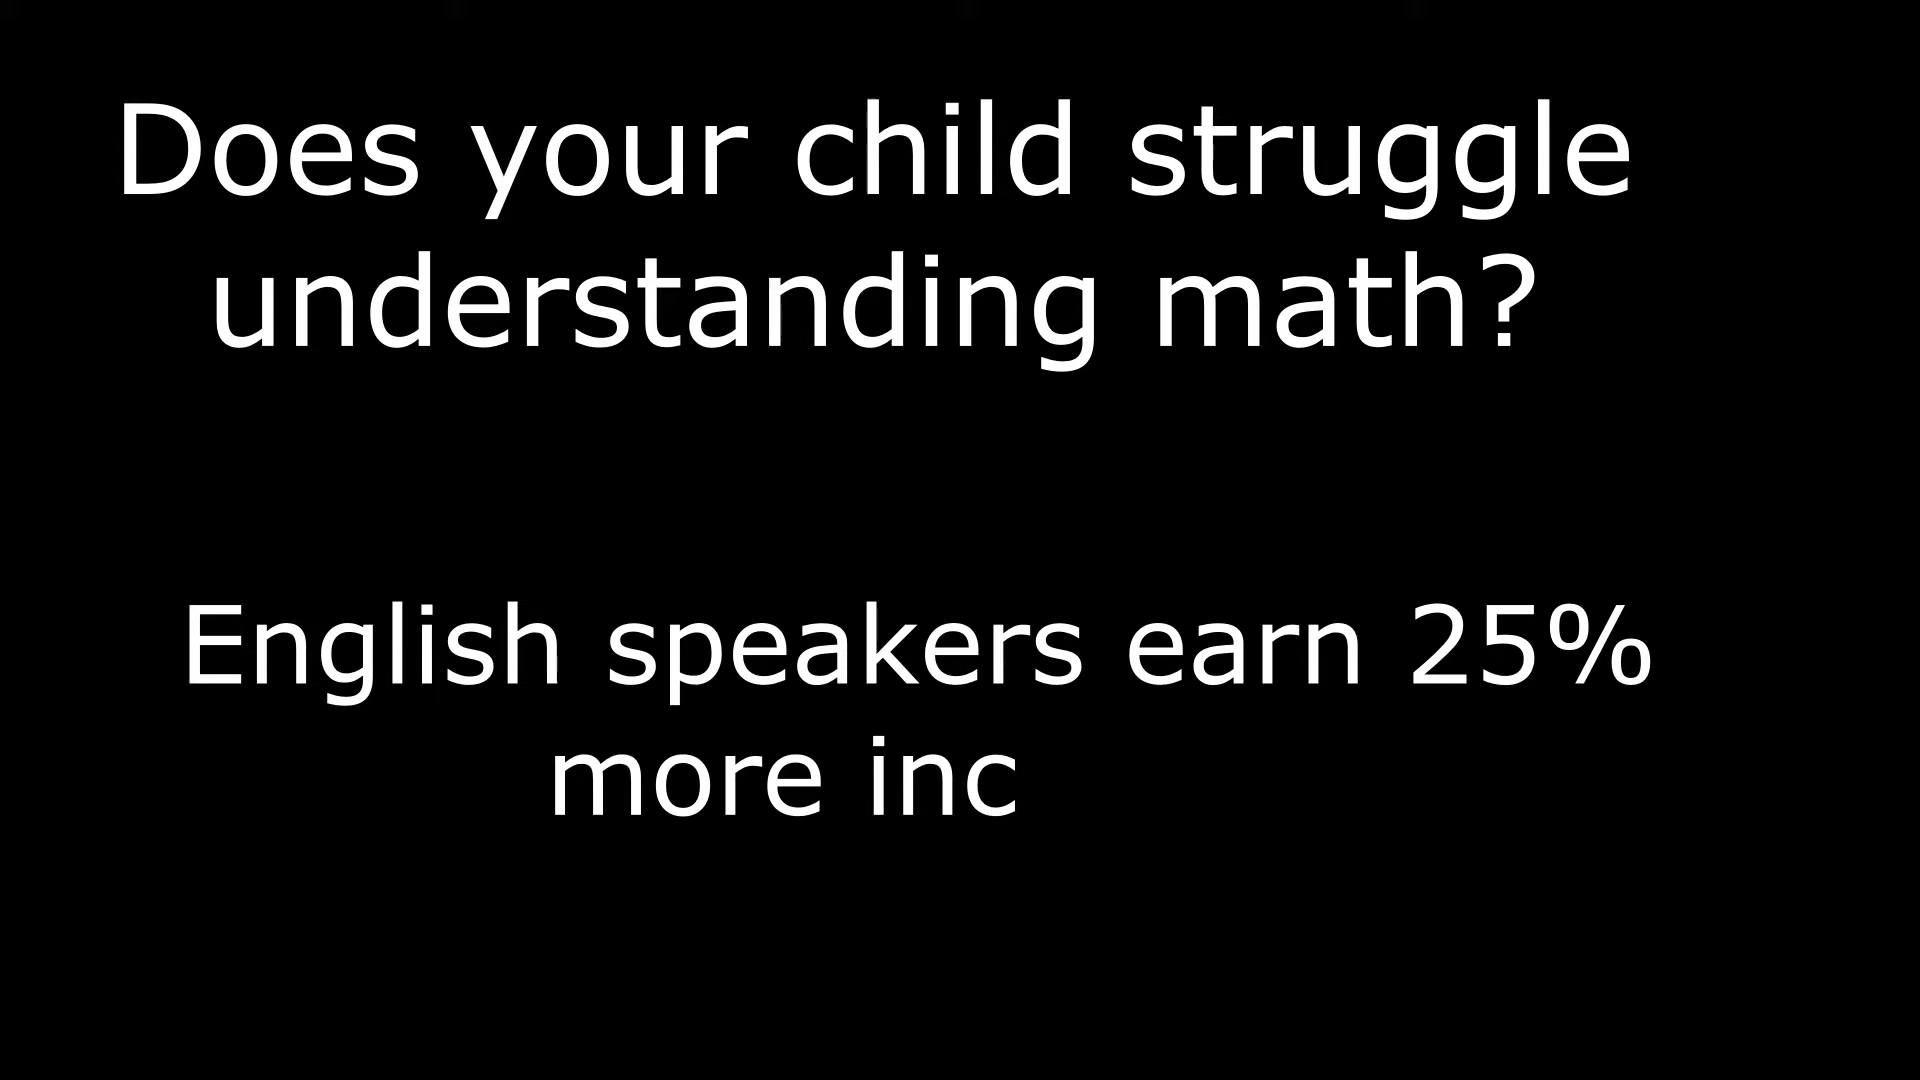 Does your child struggle
understanding math?
English speakers earn 25%
more inc